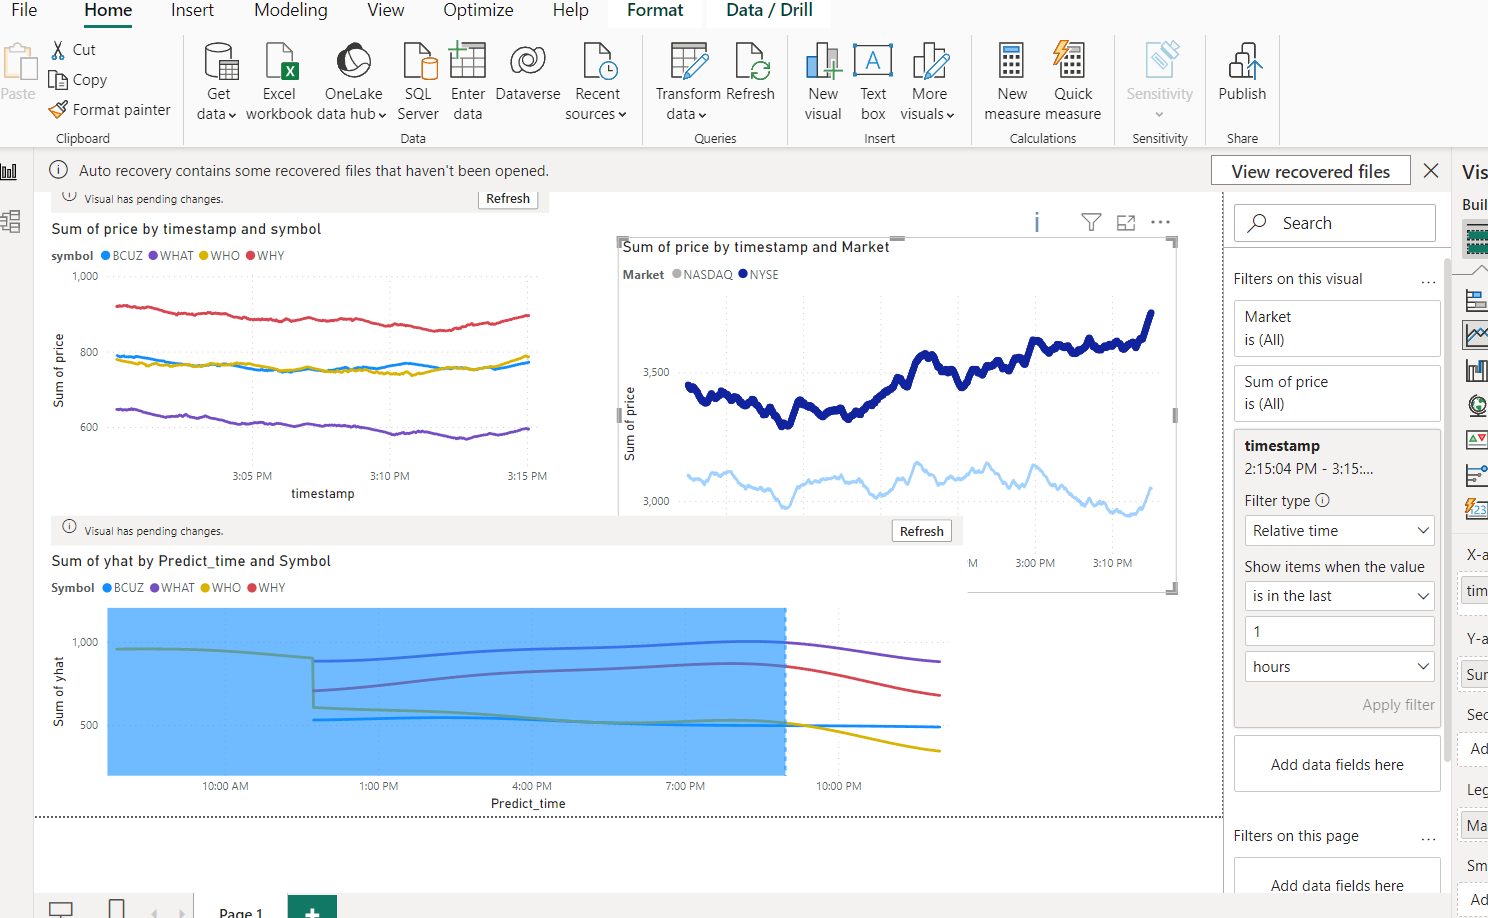 File Home Insert Modeling View Optimize Help Format Data / Drill
Paste
Cut
Copy
Format painter
Clipboard
Get data
Excel workbook
OneLake data hub
SQL Server
Enter data
Dataverse
Recent sources
Data
Transform data
Refresh
Queries
New visual
Text box
More visuals
Insert
New measure
Quick measure
Calculations
Sensitivity
Sensitivity
Publish
Share
Auto recovery contains some recovered files that haven't been opened.
View recovered files
Visual has pending changes.
Refresh
Sum of price by timestamp and symbol
symbol BCUZ WHAT WHO WHY
1,000
800
600
Sum of price
3:05 PM 3:10 PM 3:15 PM
timestamp
Sum of price by timestamp and Market
Market NASDAQ NYSE
3,500
3,000
Sum of price
M 3:00 PM 3:10 PM
Visual has pending changes.
Refresh
Sum of yhat by Predict_time and Symbol
Symbol BCUZ WHAT WHO WHY
1,000
500
Sum of yhat
10:00 AM 1:00 PM 4:00 PM 7:00 PM 10:00 PM
Predict_time
Page 1
Search
Filters on this visual ...
Market
is (All)
Sum of price
is (All)
timestamp
2:15:04 PM - 3:15:...
Filter type
Relative time
Show items when the value
is in the last
1
hours
Apply filter
Add data fields here
Filters on this page ...
Add data fields here
Vis
Buil
123
X-a
tim
Y-a
Sur
Sec
Ad
Leg
Ma
Sm
Ad